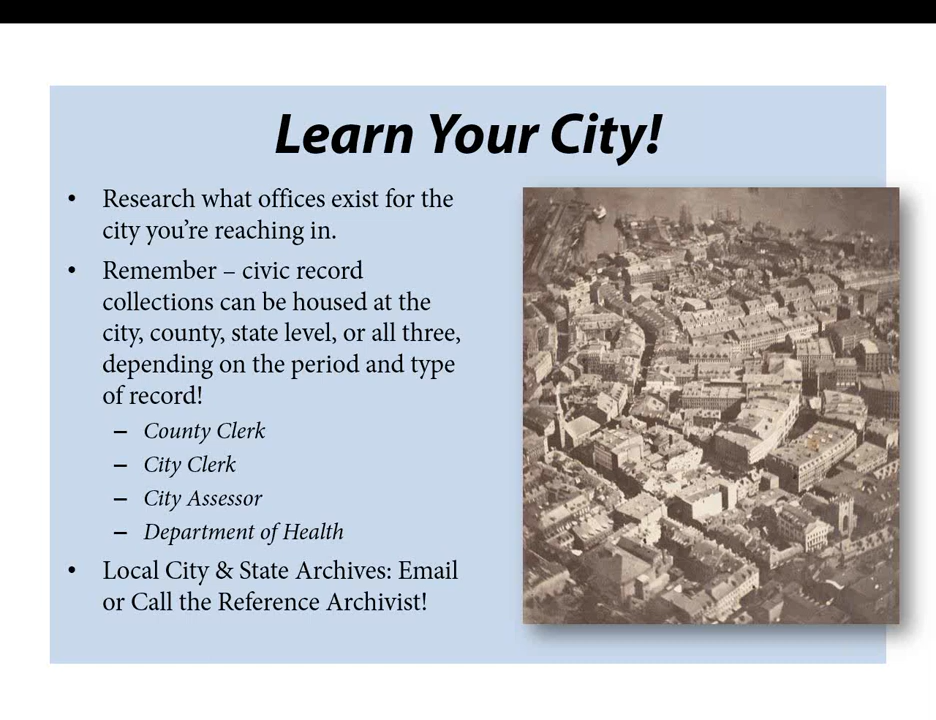 Learn Your City!
• Research what offices exist for the
city you're reaching in.
• Remember – civic record
collections can be housed at the
city, county, state level, or all three,
depending on the period and type
of record!
– County Clerk
– City Clerk
– City Assessor
– Department of Health
• Local City & State Archives: Email
or Call the Reference Archivist!